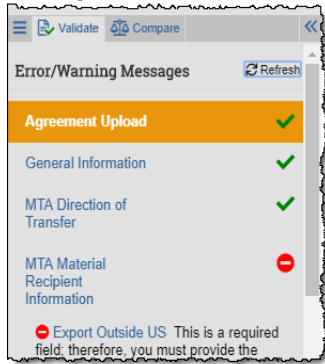 Validate Compare
Error/Warning Messages Refresh
Agreement Upload
General Information
MTA Direction of
Transfer
MTA Material
Recipient
Information
Export Outside US This is a required
field; therefore, you must provide the